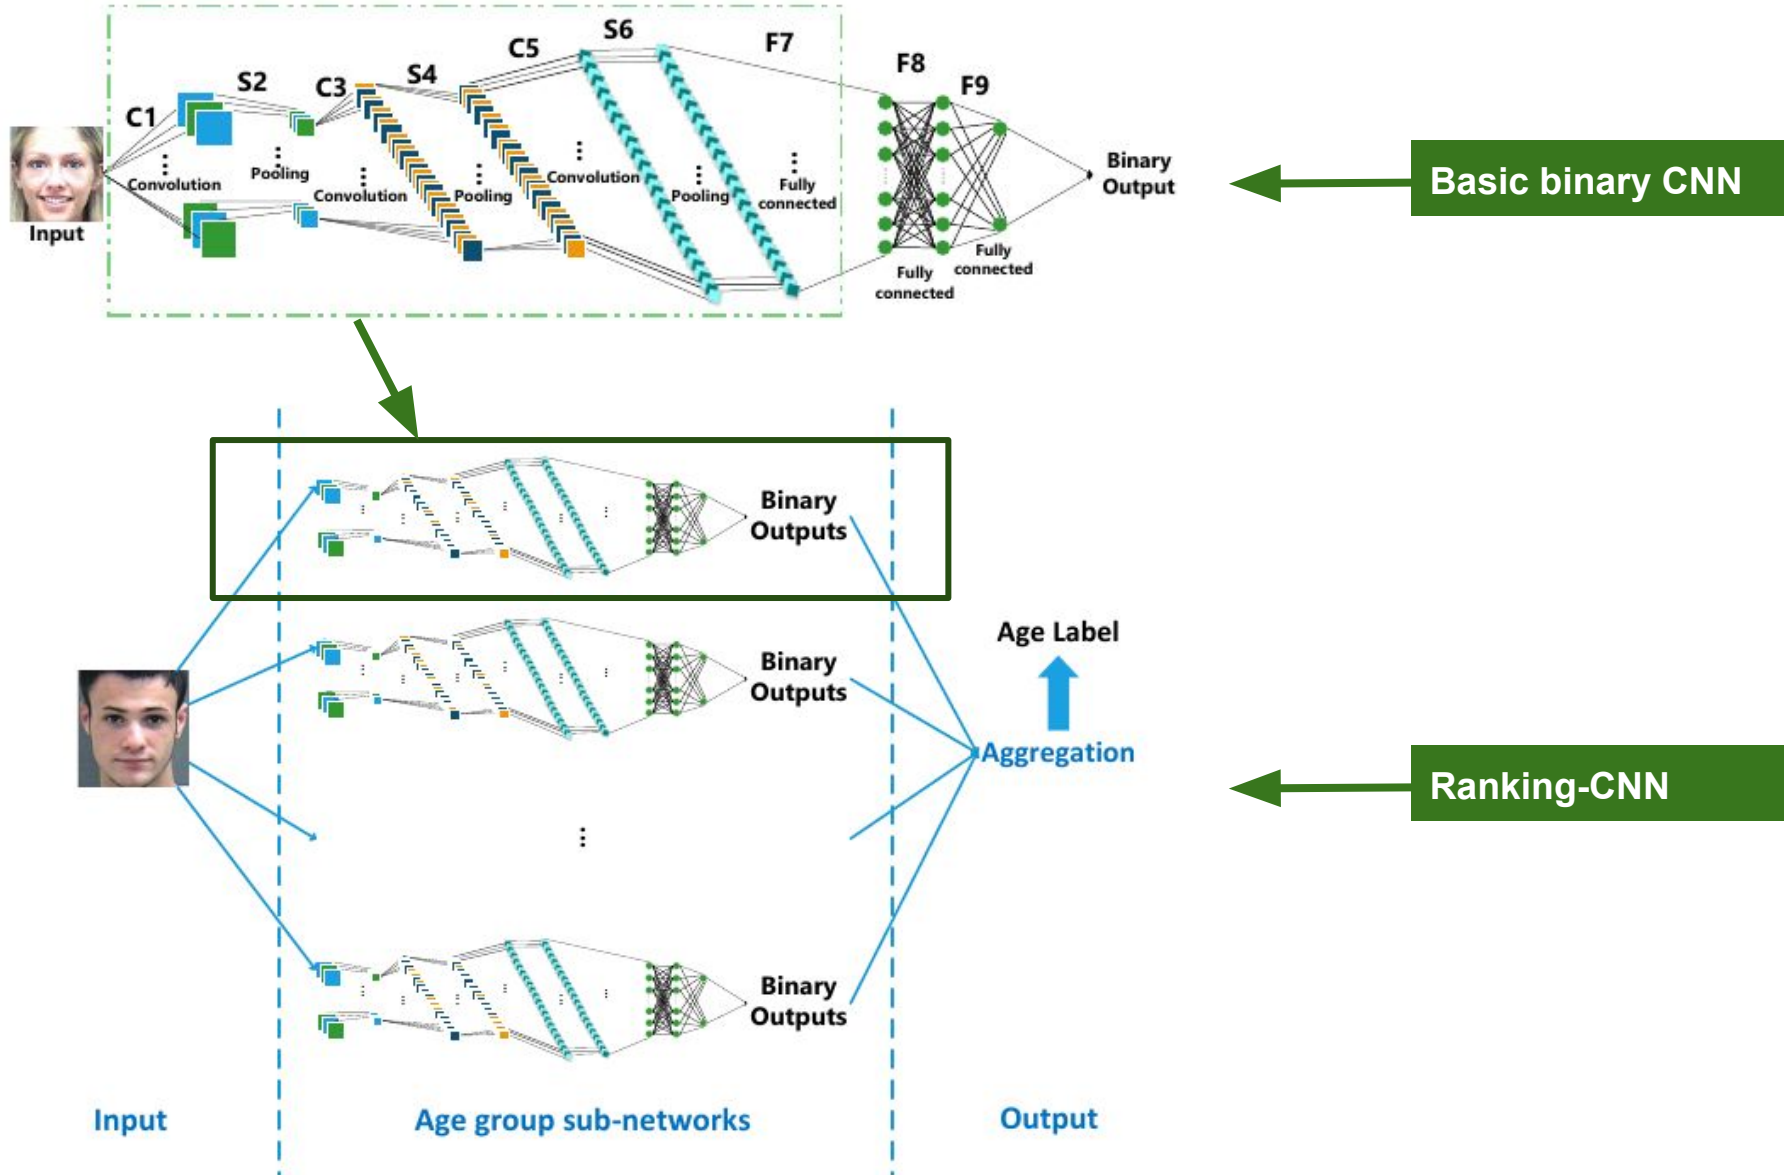 C1
S2
C3
S4
C5
S6
F7
F8
F9
Input
Convolution
Pooling
Convolution
Pooling
Convolution
Pooling
Fully
connected
Fully
connected
Fully
connected
Binary
Output
Basic binary CNN
Binary
Outputs
Binary
Outputs
Binary
Outputs
Age Label
Aggregation
Ranking-CNN
Input
Age group sub-networks
Output